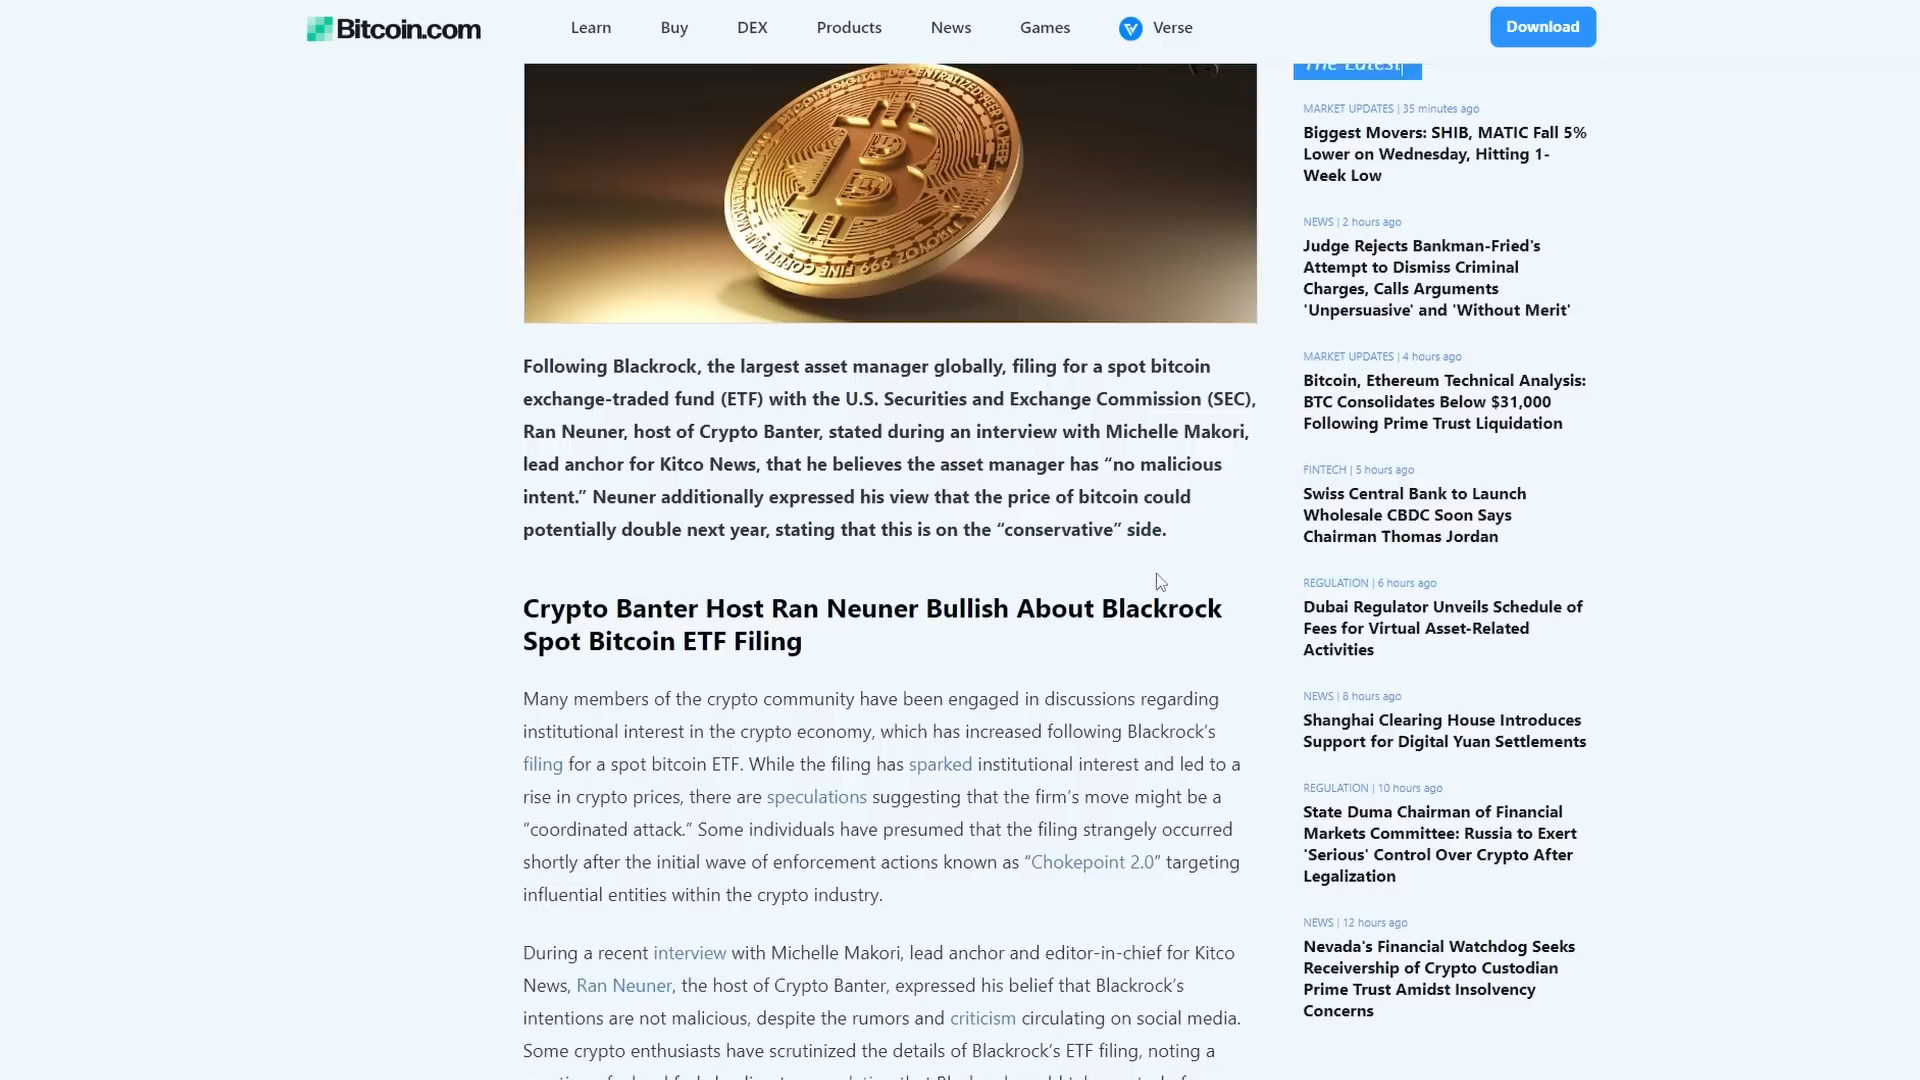 Bitcoin.com
Learn
Buy
DEX
Products
News
Games
Verse
Download
Following Blackrock, the largest asset manager globally, filing for a spot bitcoin
exchange-traded fund (ETF) with the U.S. Securities and Exchange Commission (SEC),
Ran Neuner, host of Crypto Banter, stated during an interview with Michelle Makori,
lead anchor for Kitco News, that he believes the asset manager has “no malicious
intent.” Neuner additionally expressed his view that the price of bitcoin could
potentially double next year, stating that this is on the “conservative” side.
Crypto Banter Host Ran Neuner Bullish About Blackrock
Spot Bitcoin ETF Filing
Many members of the crypto community have been engaged in discussions regarding
institutional interest in the crypto economy, which has increased following Blackrock’s
filing for a spot bitcoin ETF. While the filing has sparked institutional interest and led to a
rise in crypto prices, there are speculations suggesting that the firm’s move might be a
“coordinated attack.” Some individuals have presumed that the filing strangely occurred
shortly after the initial wave of enforcement actions known as “Chokepoint 2.0” targeting
influential entities within the crypto industry.
During a recent interview with Michelle Makori, lead anchor and editor-in-chief for Kitco
News, Ran Neuner, the host of Crypto Banter, expressed his belief that Blackrock’s
intentions are not malicious, despite the rumors and criticism circulating on social media.
Some crypto enthusiasts have scrutinized the details of Blackrock’s ETF filing, noting a
The Latest
MARKET UPDATES | 35 minutes ago
Biggest Movers: SHIB, MATIC Fall 5%
Lower on Wednesday, Hitting 1-
Week Low
NEWS | 2 hours ago
Judge Rejects Bankman-Fried's
Attempt to Dismiss Criminal
Charges, Calls Arguments
'Unpersuasive' and 'Without Merit'
MARKET UPDATES | 4 hours ago
Bitcoin, Ethereum Technical Analysis:
BTC Consolidates Below $31,000
Following Prime Trust Liquidation
FINTECH | 5 hours ago
Swiss Central Bank to Launch
Wholesale CBDC Soon Says
Chairman Thomas Jordan
REGULATION | 6 hours ago
Dubai Regulator Unveils Schedule of
Fees for Virtual Asset-Related
Activities
NEWS | 8 hours ago
Shanghai Clearing House Introduces
Support for Digital Yuan Settlements
REGULATION | 10 hours ago
State Duma Chairman of Financial
Markets Committee: Russia to Exert
'Serious' Control Over Crypto After
Legalization
NEWS | 12 hours ago
Nevada's Financial Watchdog Seeks
Receivership of Crypto Custodian
Prime Trust Amidst Insolvency
Concerns